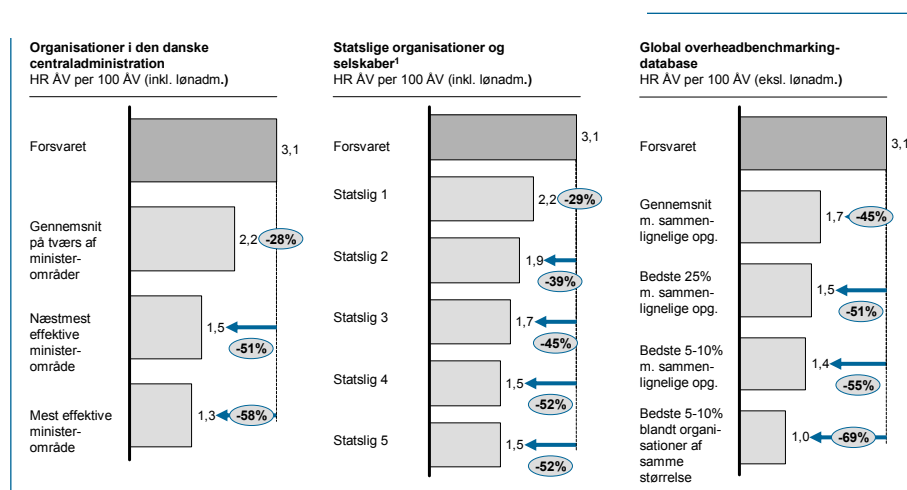 Organisationer i den danske
centraladministration
HR ÅV per 100 ÅV (inkl. lønadm.)
Forsvaret
3,1
Gennemsnit
på tværs af
minister-
områder
2,2
-28%
Næstmest
effektive
minister-
område
1,5
-51%
Mest effektive
minister-
område
1,3
-58%
Statslige organisationer og
selskaber¹
HR ÅV per 100 ÅV (inkl. lønadm.)
Forsvaret
3,1
Statslig 1
2,2
-29%
Statslig 2
1,9
-39%
Statslig 3
1,7
-45%
Statslig 4
1,5
-52%
Statslig 5
1,5
-52%
Global overheadbenchmarking-
database
HR ÅV per 100 ÅV (eksl. lønadm.)
Forsvaret
3,1
Gennemsnit
m. sammen-
lignelige opg.
1,7
-45%
Bedste 25%
m. sammen-
lignelige opg.
1,5
-51%
Bedste 5-10%
m. sammen-
lignelige opg.
1,4
-55%
Bedste 5-10%
blandt organi-
sationer af
samme
størrelse
1,0
-69%